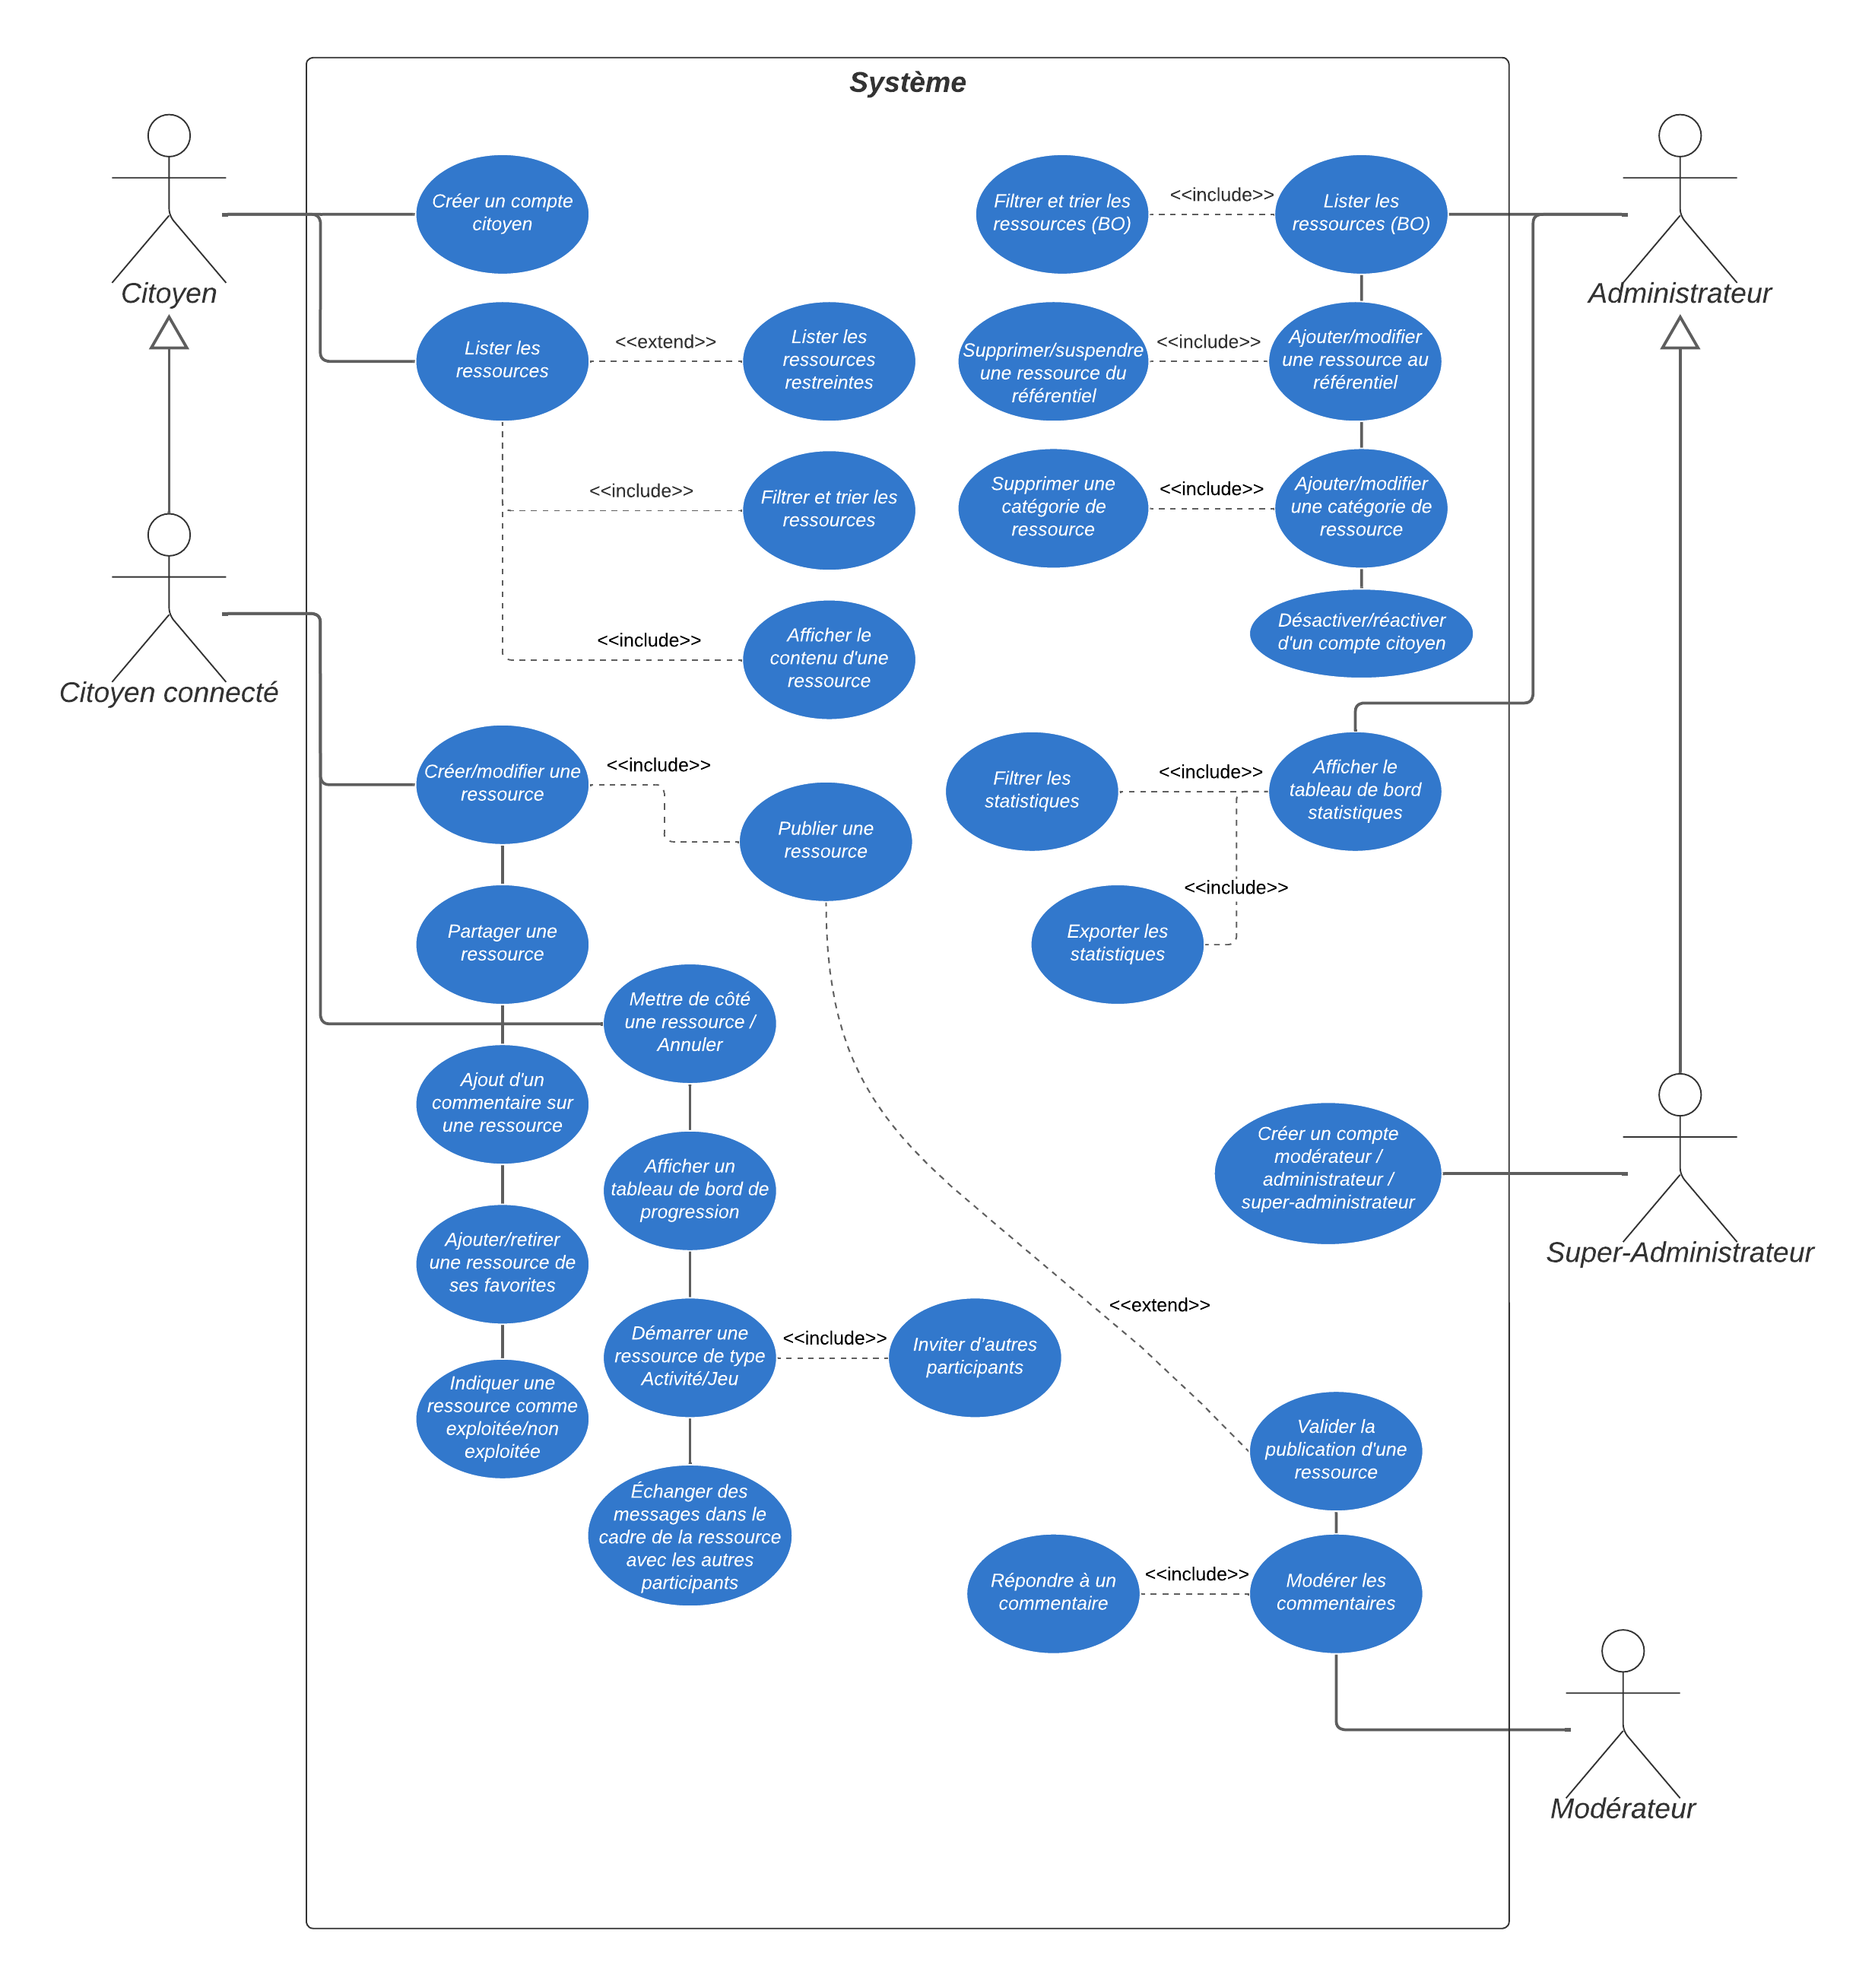 Système
Citoyen
Citoyen connecté
Créer un compte
citoyen
Lister les
ressources
<<extend>>
Lister les
ressources
restreintes
<<include>>
Filtrer et trier les
ressources
<<include>>
Afficher le
contenu d'une
ressource
Créer/modifier une
ressource
<<include>>
Publier une
ressource
Partager une
ressource
Mettre de côté
une ressource /
Annuler
Ajout d'un
commentaire sur
une ressource
Afficher un
tableau de bord de
progression
Ajouter/retirer
une ressource de
ses favorites
Démarrer une
ressource de type
Activité/Jeu
<<include>>
Inviter d'autres
participants
Indiquer une
ressource comme
exploitée/non
exploitée
Échanger des
messages dans le
cadre de la ressource
avec les autres
participants
Filtrer et trier les
ressources (BO)
<<include>>
Lister les
ressources (BO)
Administrateur
Supprimer/suspendre
une ressource du
référentiel
<<include>>
Ajouter/modifier
une ressource au
référentiel
Supprimer une
catégorie de
ressource
<<include>>
Ajouter/modifier
une catégorie de
ressource
Désactiver/réactiver
d'un compte citoyen
Filtrer les
statistiques
<<include>>
Afficher le
tableau de bord
statistiques
<<include>>
Exporter les
statistiques
Créer un compte
modérateur /
administrateur /
super-administrateur
Super-Administrateur
<<extend>>
Valider la
publication d'une
ressource
Répondre à un
commentaire
<<include>>
Modérer les
commentaires
Modérateur